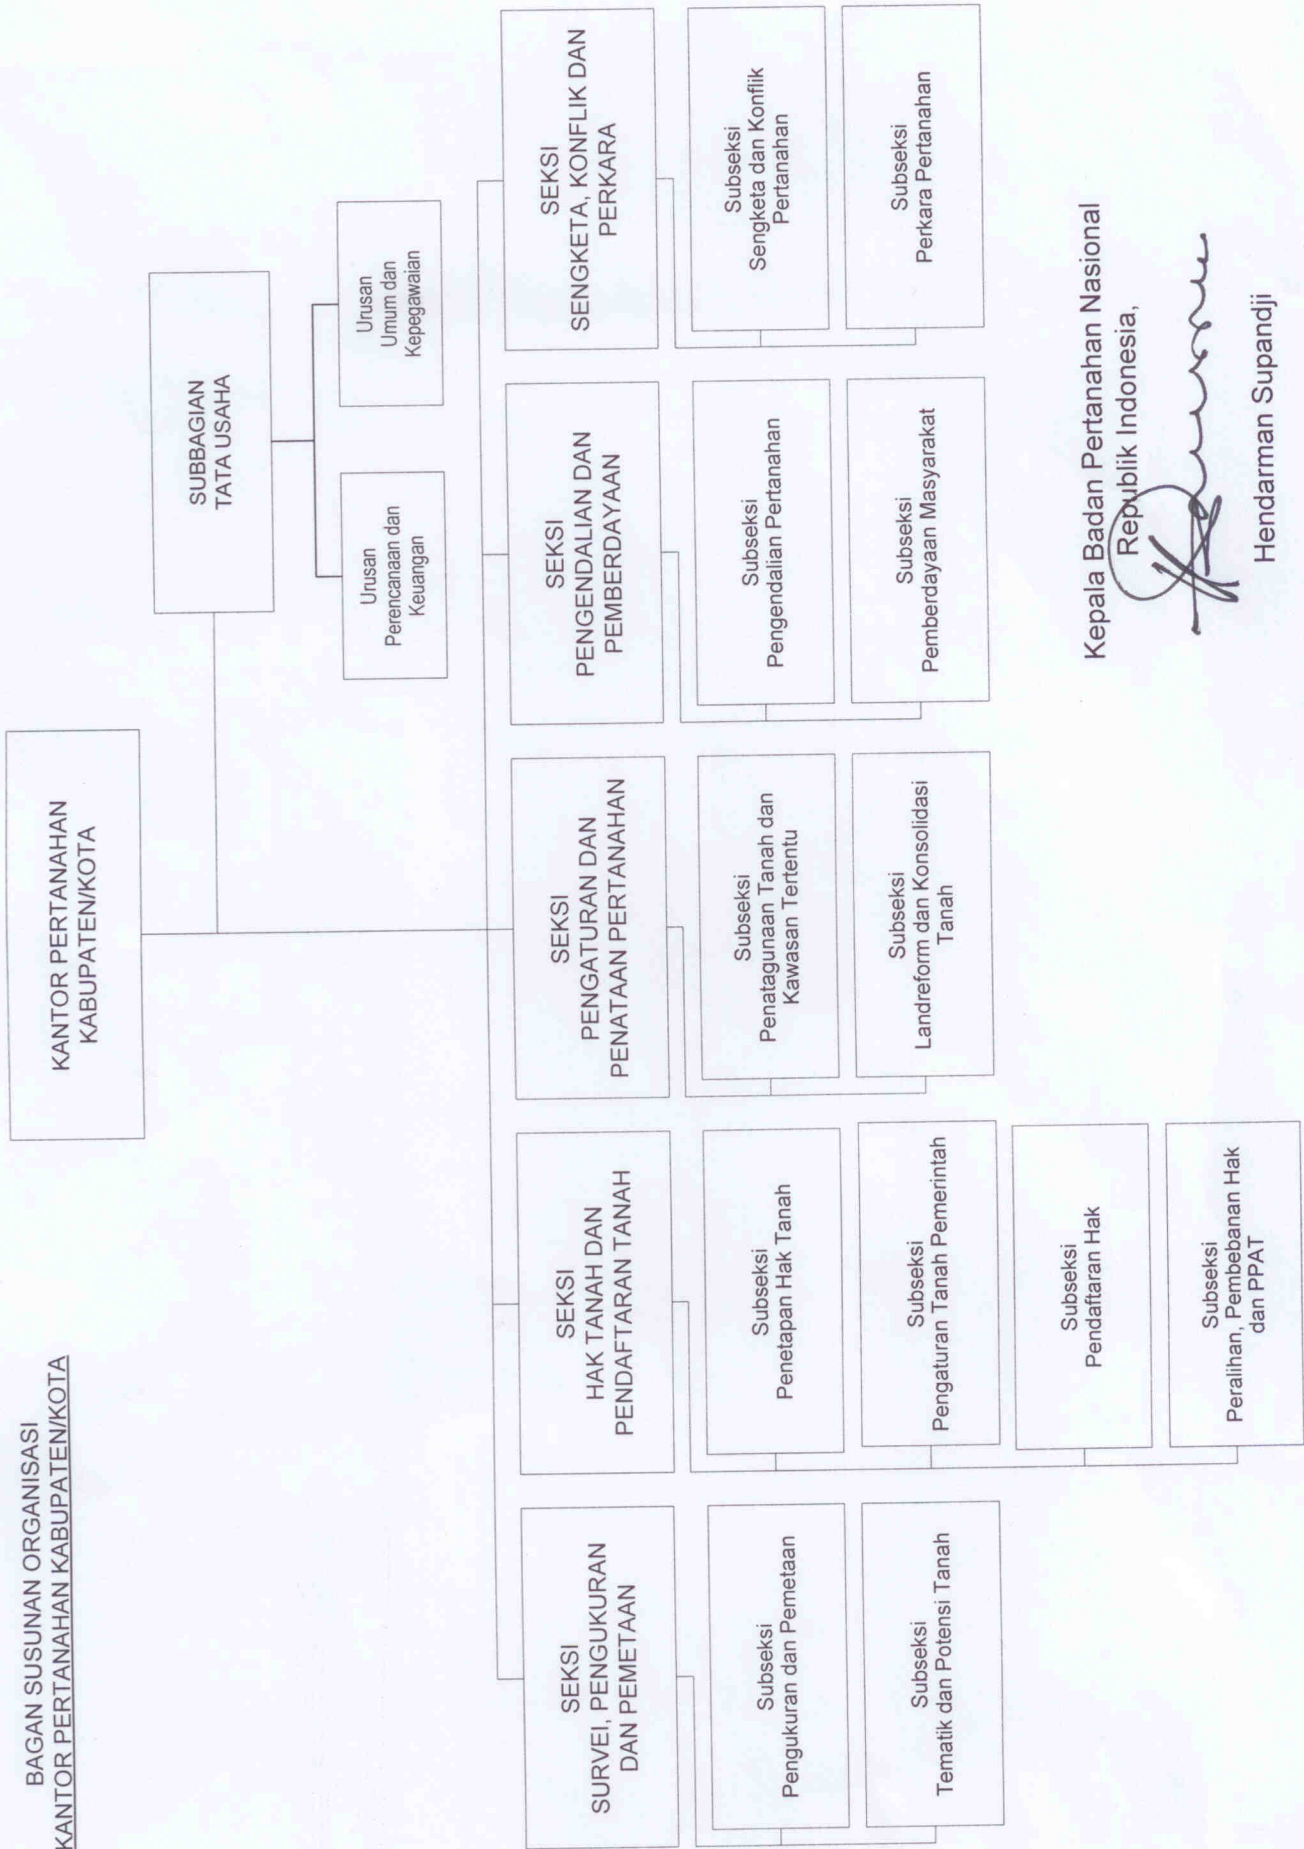 BAGAN SUSUNAN ORGANISASI
KANTOR PERTANAHAN KABUPATEN/KOTA
KANTOR PERTANAHAN
KABUPATEN/KOTA
SUBBAGIAN
TATA USAHA
Urusan
Perencanaan dan
Keuangan
Urusan
Umum dan
Kepegawaian
SEKSI
SURVEI, PENGUKURAN
DAN PEMETAAN
Subseksi
Pengukuran dan Pemetaan
Subseksi
Tematik dan Potensi Tanah
SEKSI
HAK TANAH DAN
PENDAFTARAN TANAH
Subseksi
Penetapan Hak Tanah
Subseksi
Pengaturan Tanah Pemerintah
Subseksi
Pendaftaran Hak
Subseksi
Peralihan, Pembebanan Hak
dan PPAT
SEKSI
PENGATURAN DAN
PENATAAN PERTANAHAN
Subseksi
Penatagunaan Tanah dan
Kawasan Tertentu
Subseksi
Landreform dan Konsolidasi
Tanah
SEKSI
PENGENDALIAN DAN
PEMBERDAYAAN
Subseksi
Pengendalian Pertanahan
Subseksi
Pemberdayaan Masyarakat
SEKSI
SENGKETA, KONFLIK DAN
PERKARA
Subseksi
Sengketa dan Konflik
Pertanahan
Subseksi
Perkara Pertanahan
Kepala Badan Pertanahan Nasional
Republik Indonesia,
Hendarman Supandji